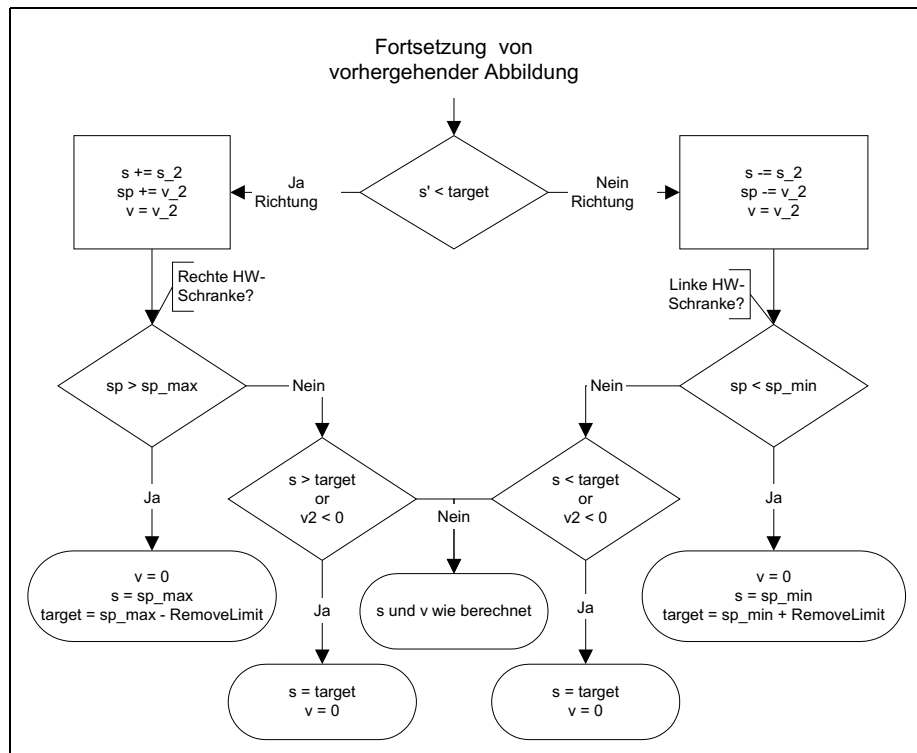 Fortsetzung von
vorhergehender Abbildung
s += s_2
sp += v_2
v = v_2
Ja
Richtung
s' < target
Nein
Richtung
s -= s_2
sp -= v_2
v = v_2
Rechte HW-
Schranke?
Linke HW-
Schranke?
sp > sp_max
Nein
Nein
sp < sp_min
s > target
or
v2 < 0
Nein
s < target
or
v2 < 0
Ja
Ja
v = 0
s = sp_max
target = sp_max - RemoveLimit
Ja
s und v wie berechnet
Ja
v = 0
s = sp_min
target = sp_min + RemoveLimit
s = target
v = 0
s = target
v = 0